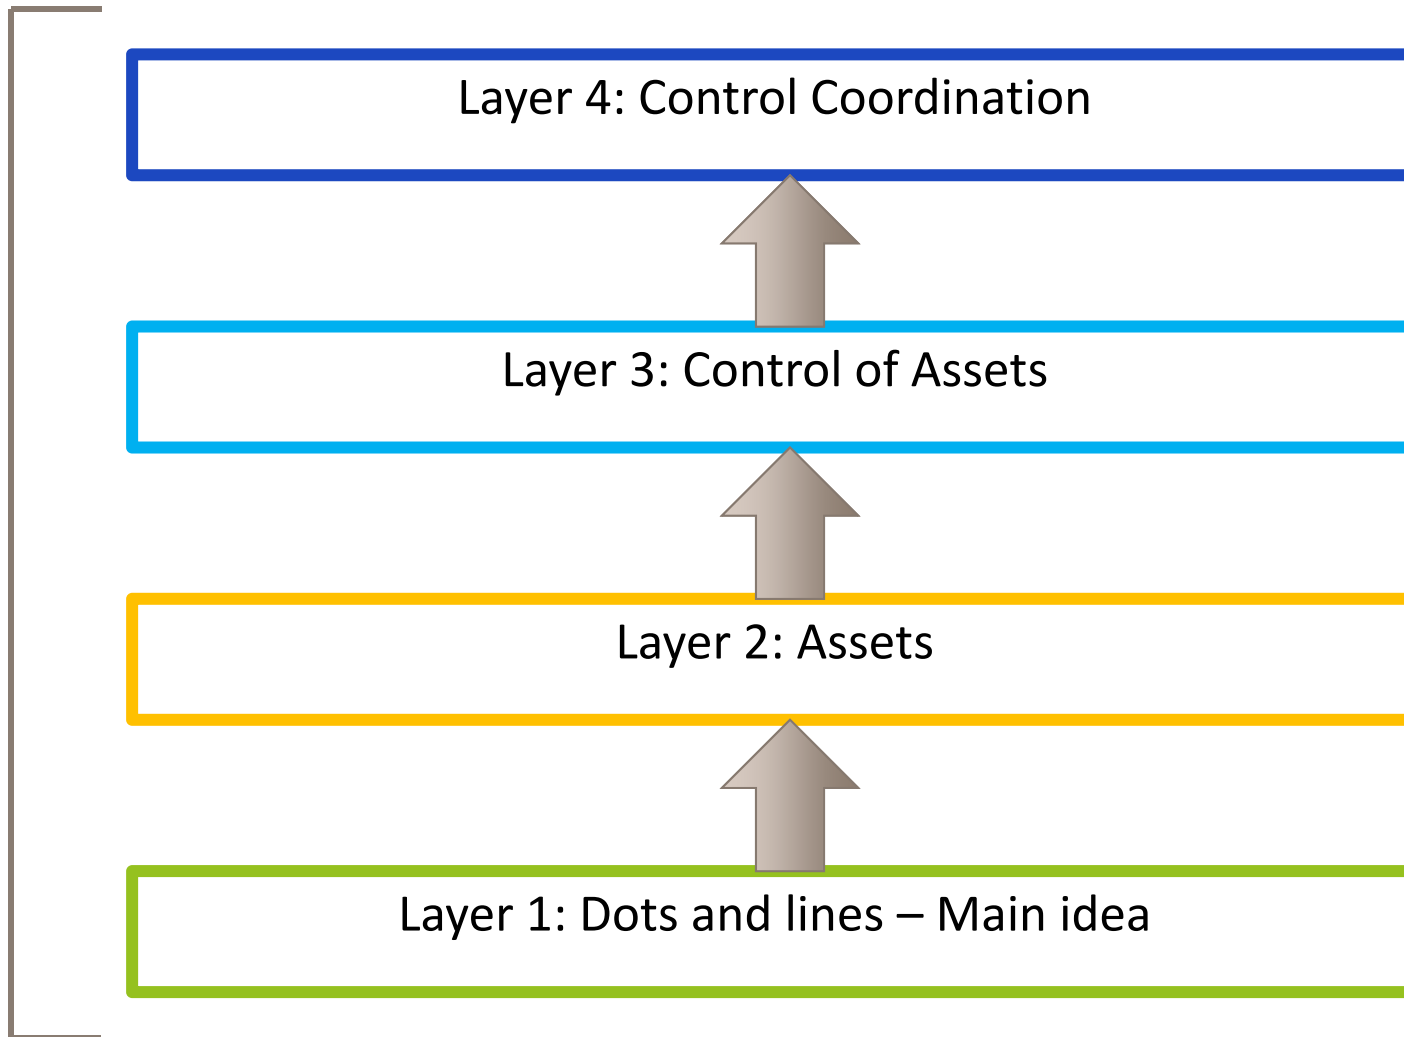 Layer 4: Control Coordination
Layer 3: Control of Assets
Layer 2: Assets
Layer 1: Dots and lines – Main idea